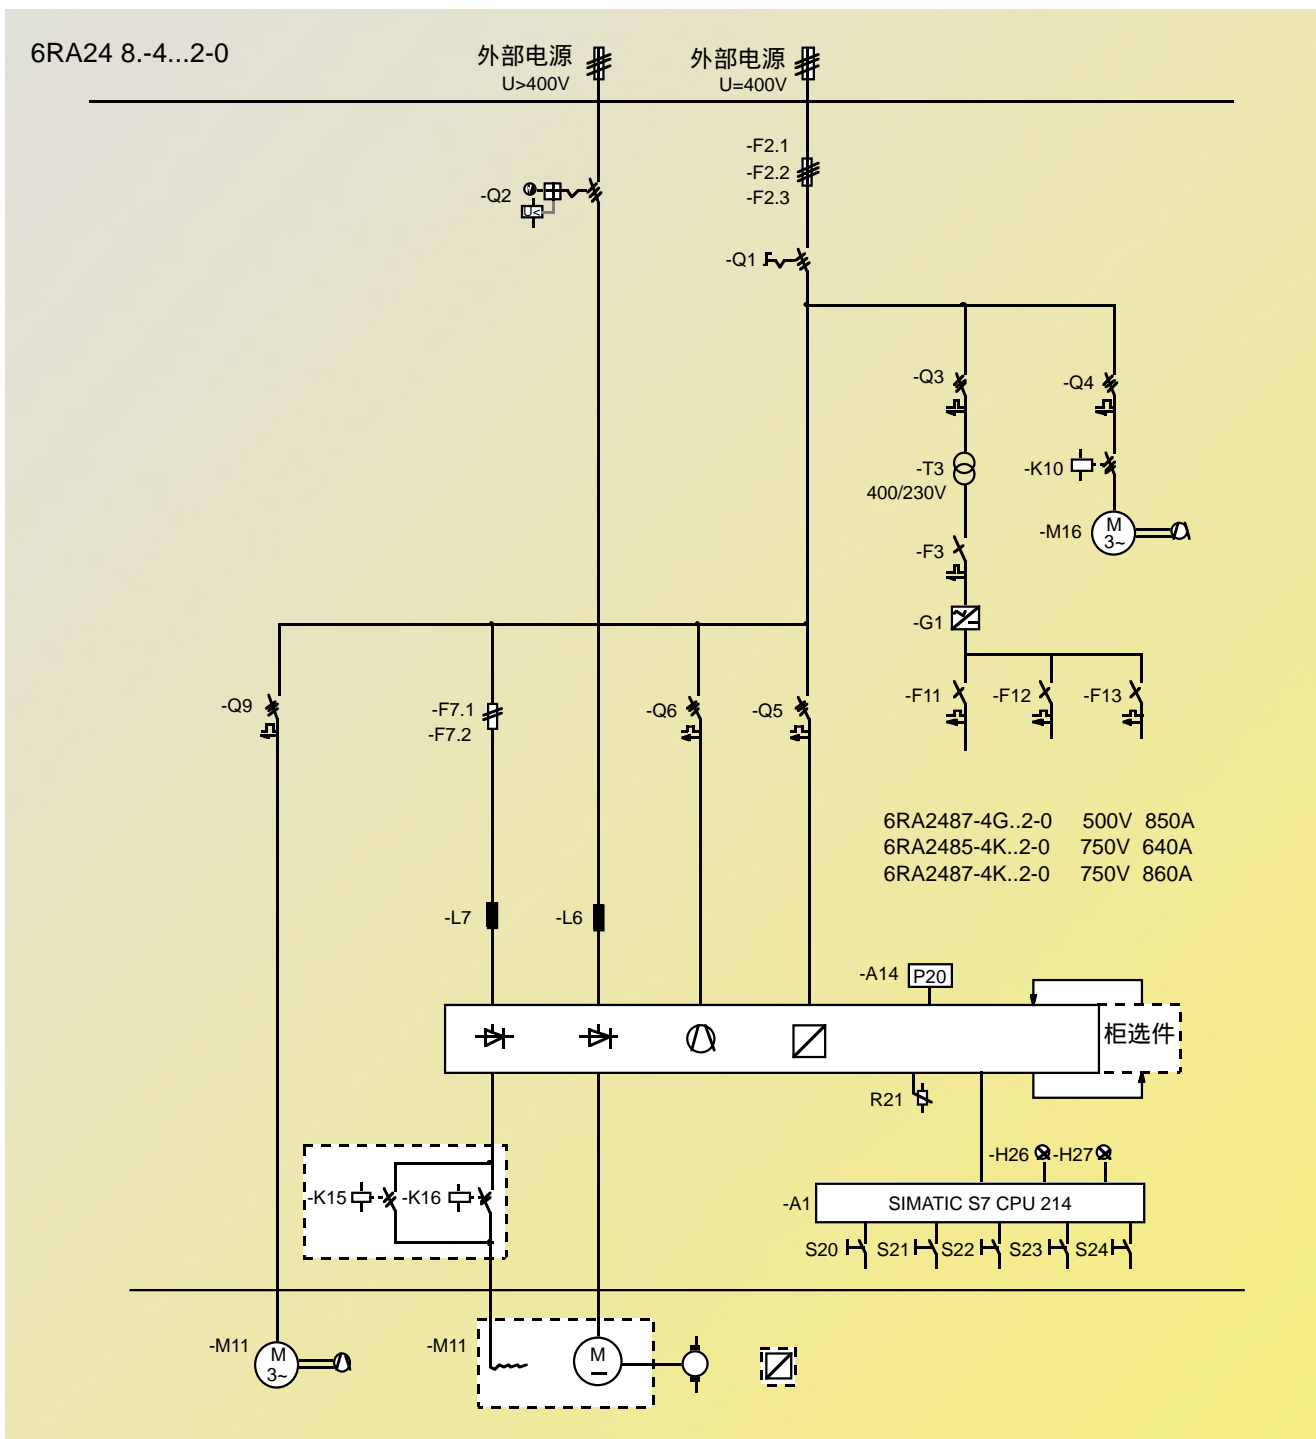 6RA24 8.-4...2-0
外部电源
U>400V
外部电源
U=400V
-F2.1
-F2.2
-F2.3
-Q2
U<
-Q1
-Q3
-Q4
-T3
400/230V
-K10
-M16
M
3~
-F3
-G1
-Q9
-F7.1
-F7.2
-Q6
-Q5
-F11
-F12
-F13
6RA2487-4G..2-0 500V 850A
6RA2485-4K..2-0 750V 640A
6RA2487-4K..2-0 750V 860A
-L7
-L6
-A14
P20
柜选件
R21
-H26
-H27
-K15
-K16
-A1
SIMATIC S7 CPU 214
S20
S21
S22
S23
S24
-M11
M
3~
-M11
M